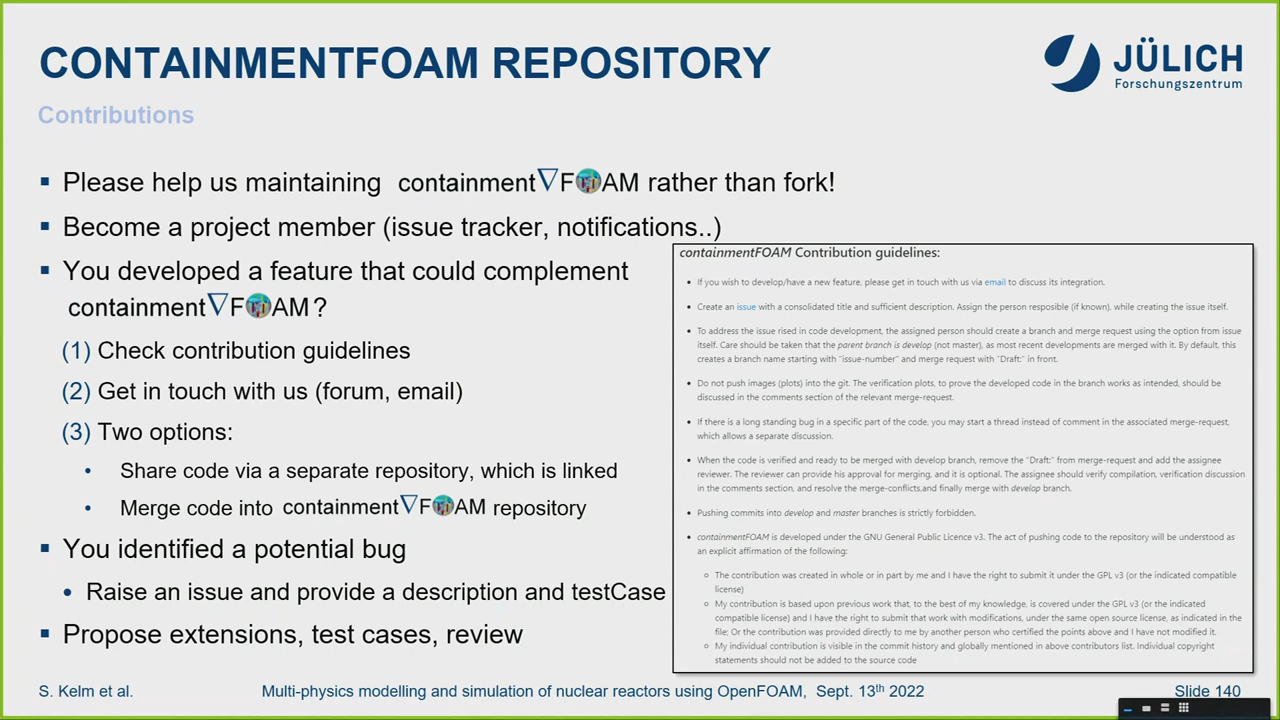 CONTAINMENTFOAM REPOSITORY
JÜLICH
Forschungszentrum
Contributions
▪ Please help us maintaining containment∇FOAM rather than fork!
▪ Become a project member (issue tracker, notifications..)
▪ You developed a feature that could complement
containment∇FOAM?
(1) Check contribution guidelines
(2) Get in touch with us (forum, email)
(3) Two options:
• Share code via a separate repository, which is linked
• Merge code into containment∇FOAM repository
▪ You identified a potential bug
• Raise an issue and provide a description and testCase
▪ Propose extensions, test cases, review
containmentFOAM Contribution guidelines:
• If you wish to develop/have a new feature, please get in touch with us via email to discuss its integration.
• Create an issue with a consolidated title and sufficient description. Assign the person resposible (if known), while creating the issue itself.
• To address the issue rised in code development, the assigned person should create a branch and merge request using the option from issue
itself. Care should be taken that the parent branch is develop (not master), as most recent developments are merged with it. By default, this
creates a branch name starting with "issue-number" and merge request with "Draft:" in front.
• Do not push images (plots) into the git. The verification plots, to prove the developed code in the branch works as intended, should be
discussed in the comments section of the relevant merge-request.
• If there is a long standing bug in a specific part of the code, you may start a thread instead of comment in the associated merge-request,
which allows a separate discussion.
• When the code is verified and ready to be merged with develop branch, remove the "Draft:" from merge-request and add the assignee
reviewer. The reviewer can provide his approval for merging, and it is optional. The assignee should verify compilation, verification discussion
in the comments section, and resolve the merge-conflicts,and finally merge with develop branch.
• Pushing commits into develop and master branches is strictly forbidden.
• containmentFOAM is developed under the GNU General Public Licence v3. The act of pushing code to the repository will be understood as
an explicit affirmation of the following:
○ The contribution was created in whole or in part by me and I have the right to submit it under the GPL v3 (or the indicated compatible
license)
○ My contribution is based upon previous work that, to the best of my knowledge, is covered under the GPL v3 (or the indicated
compatible license) and I have the right to submit that work with modifications, under the same open source license, as indicated in the
file; Or the contribution was provided directly to me by another person who certified the points above and I have not modified it.
○ My individual contribution is visible in the commit history and globally mentioned in above contributors list. Individual copyright
statements should not be added to the source code
S. Kelm et al.
Multi-physics modelling and simulation of nuclear reactors using OpenFOAM, Sept. 13th 2022
Slide 140